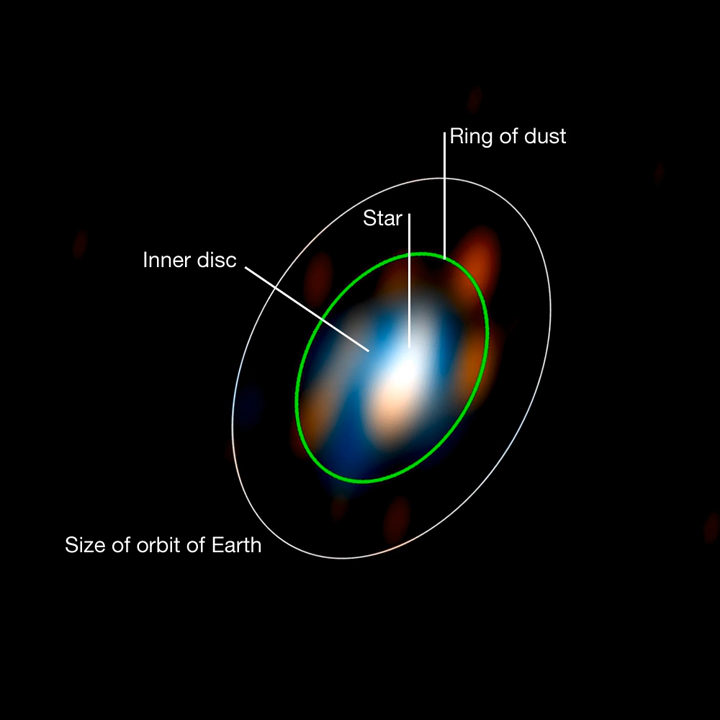 Ring of dust
Star
Inner disc
Size of orbit of Earth